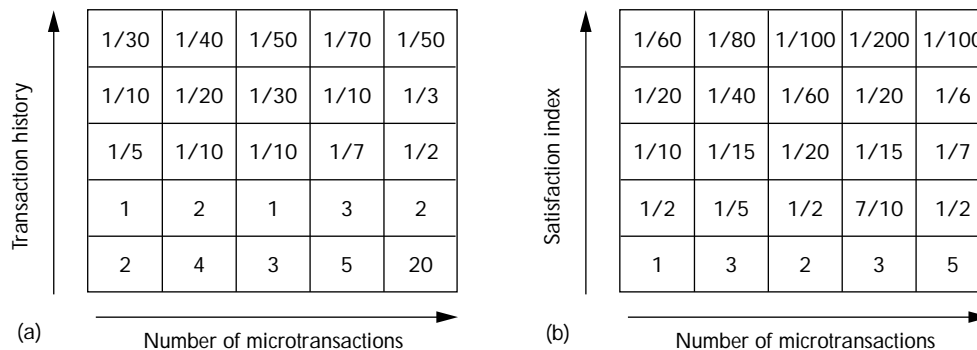 Transaction history
1/30 1/40 1/50 1/70 1/50
1/10 1/20 1/30 1/10 1/3
1/5 1/10 1/10 1/7 1/2
1 2 1 3 2
2 4 3 5 20
(a)
Number of microtransactions
Satisfaction index
1/60 1/80 1/100 1/200 1/100
1/20 1/40 1/60 1/20 1/6
1/10 1/15 1/20 1/15 1/7
1/2 1/5 1/2 7/10 1/2
1 3 2 3 5
(b)
Number of microtransactions